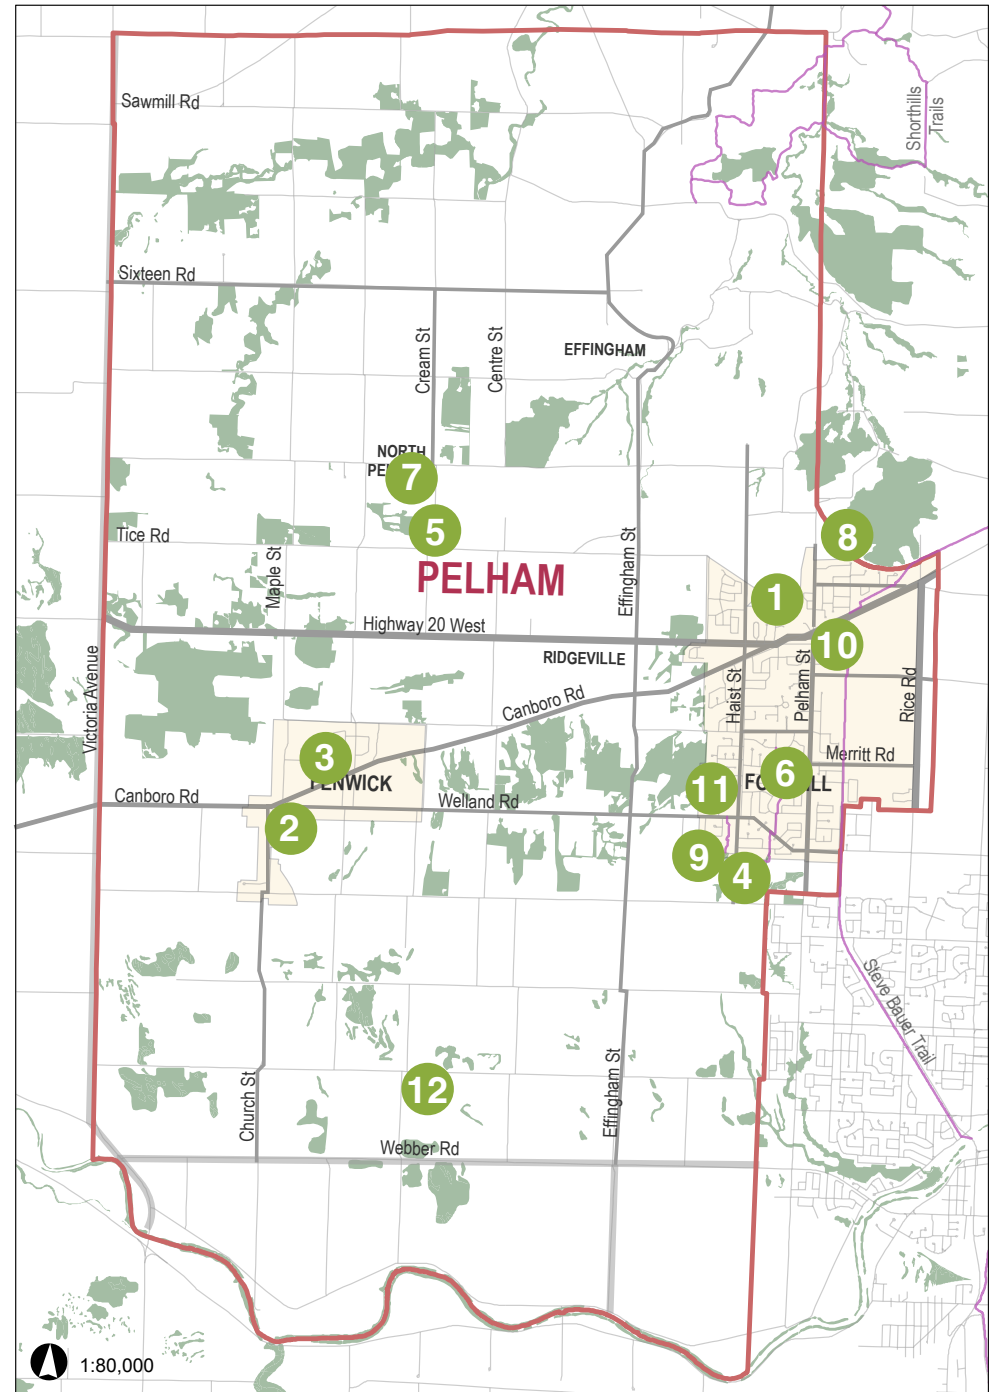 Sawmill Rd
Shorthills
Trails
Sixteen Rd
Cream St
Centre St
EFFINGHAM
NORTH
7
5
Tice Rd
Maple St
PELHAM
Effingham St
8
1
Highway 20 West
10
RIDGEVILLE
Victoria Avenue
Canboro Rd
Haist St
Pelham St
Rice Rd
3
Merritt Rd
6
11
Canboro Rd
Welland Rd
2
9
4
Steve Bauer Trail
12
Church St
Effingham St
Webber Rd
1:80,000